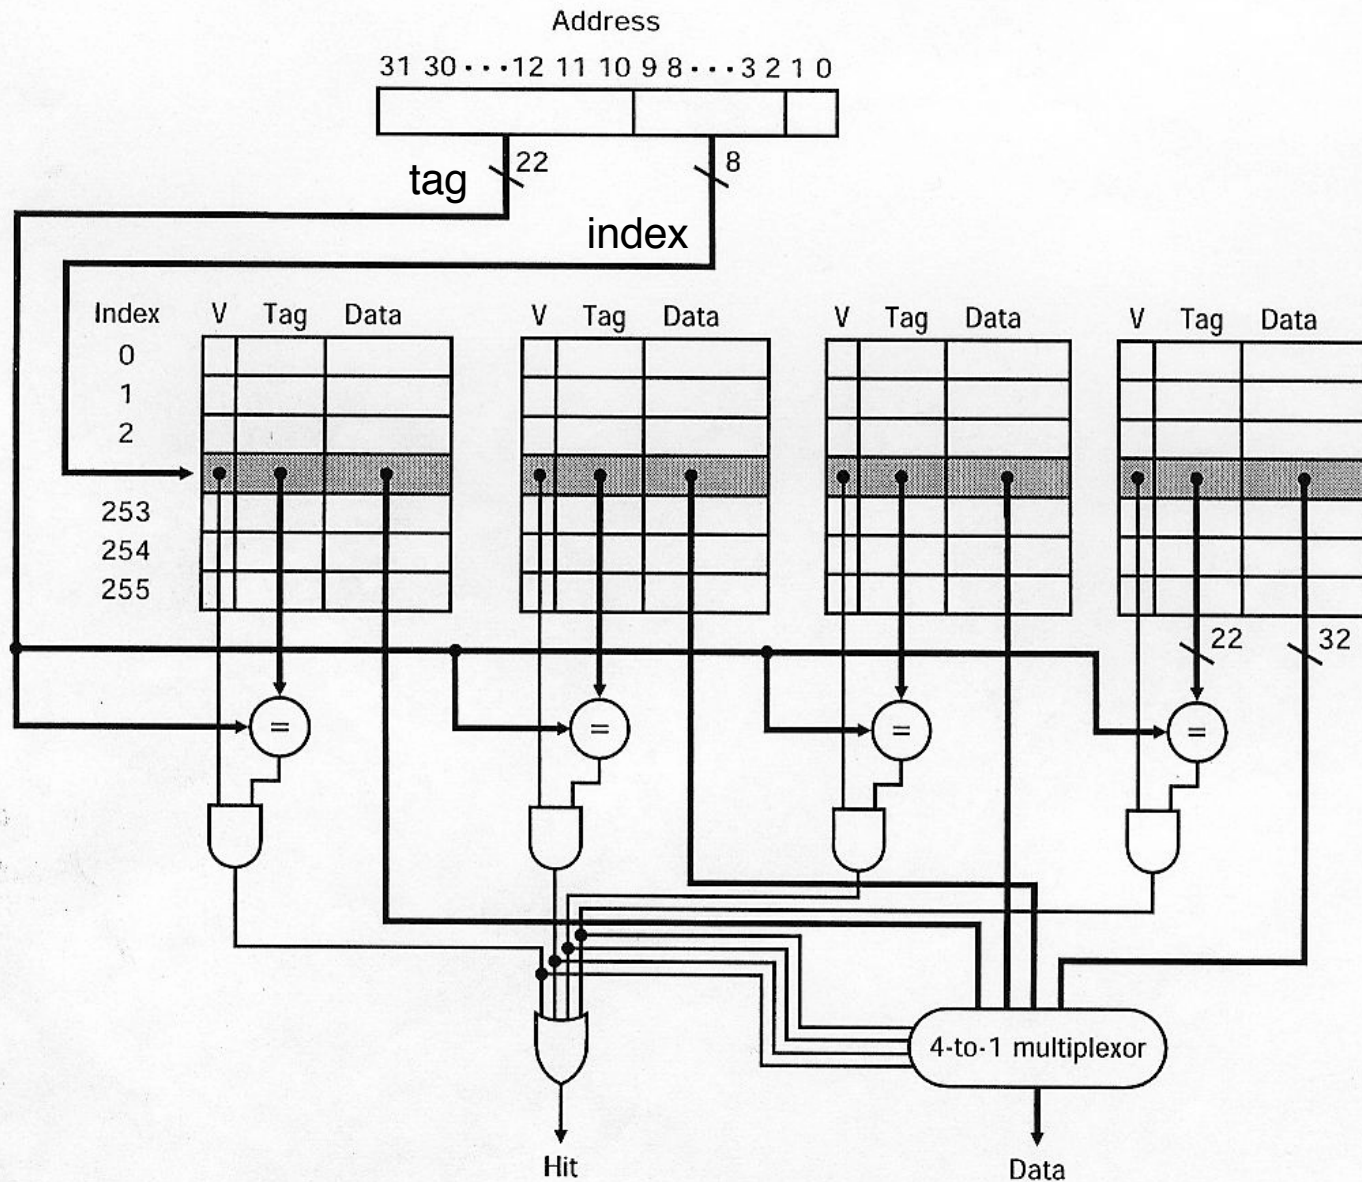 Address
31 30 ··· 12 11 10 9 8 ··· 3 2 1 0
22
8
tag
index
Index V Tag Data V Tag Data V Tag Data V Tag Data
0
1
2
253
254
255
22 32
= = = =
4-to-1 multiplexor
Hit
Data